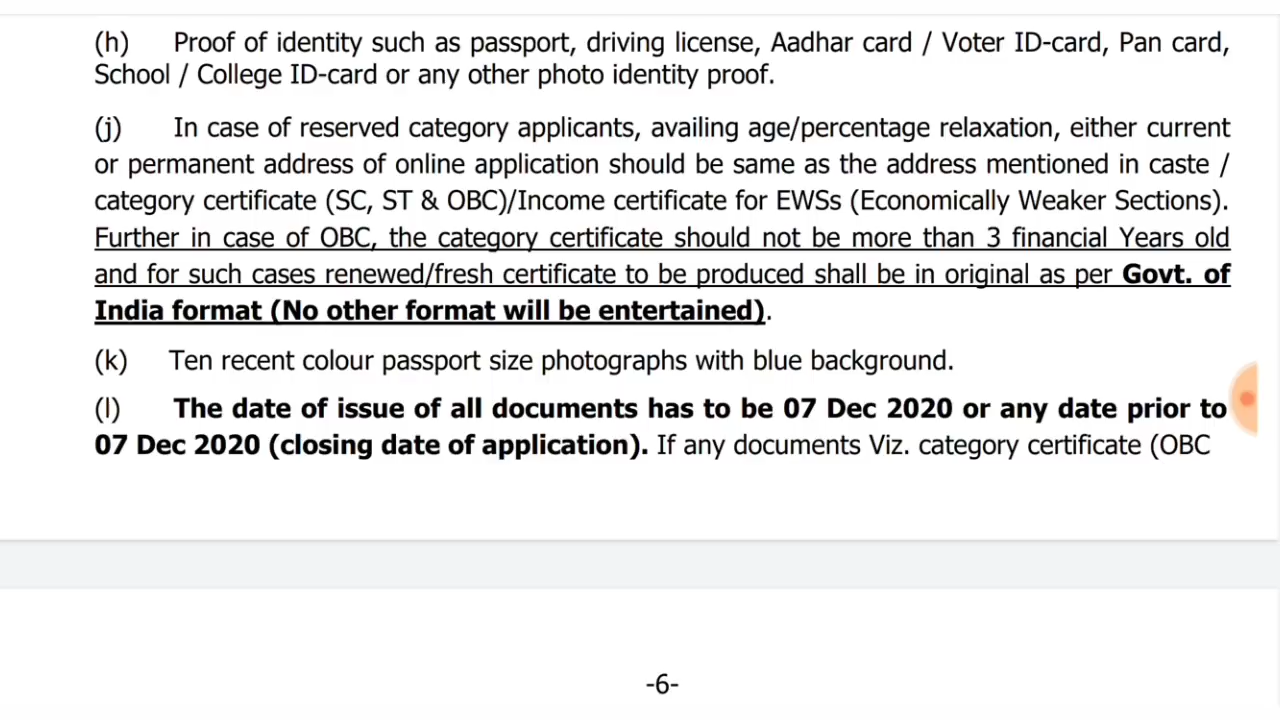 (h) Proof of identity such as passport, driving license, Aadhar card / Voter ID-card, Pan card,
School / College ID-card or any other photo identity proof.
(j) In case of reserved category applicants, availing age/percentage relaxation, either current
or permanent address of online application should be same as the address mentioned in caste /
category certificate (SC, ST & OBC)/Income certificate for EWSs (Economically Weaker Sections).
Further in case of OBC, the category certificate should not be more than 3 financial Years old
and for such cases renewed/fresh certificate to be produced shall be in original as per Govt. of
India format (No other format will be entertained).
(k) Ten recent colour passport size photographs with blue background.
(l) The date of issue of all documents has to be 07 Dec 2020 or any date prior to
07 Dec 2020 (closing date of application). If any documents Viz. category certificate (OBC
-6-